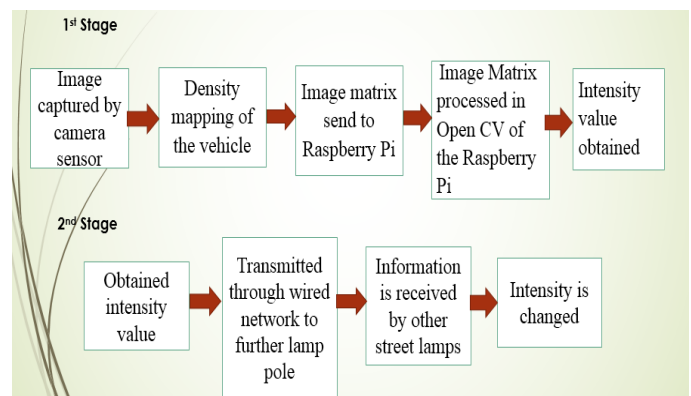 1st Stage
Image
captured by
camera
sensor
Density
mapping of
the vehicle
Image matrix
send to
Raspberry Pi
Image Matrix
processed in
Open CV of
the Raspberry
Pi
Intensity
value
obtained
2nd Stage
Obtained
intensity
value
Transmitted
through wired
network to
further lamp
pole
Information
is received
by other
street lamps
Intensity is
changed